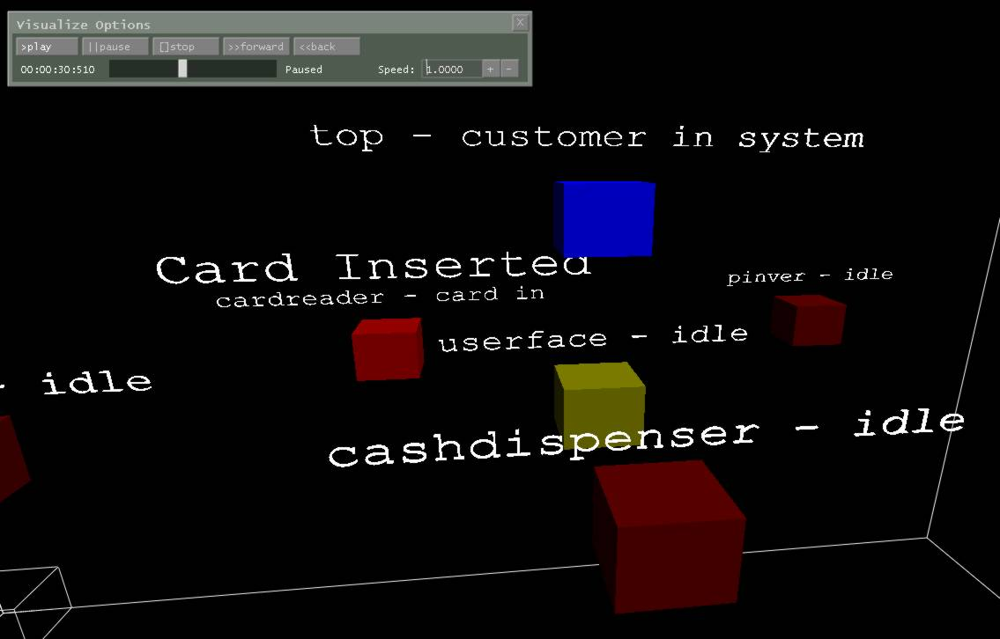 Visualize Options X
>play ||pause []stop >>forward <<back
00:00:30:510 Paused Speed: 1.0000 + -
top - customer in system
Card Inserted
pinver - idle
cardreader - card in
userface - idle
- idle
cashdispenser - idle